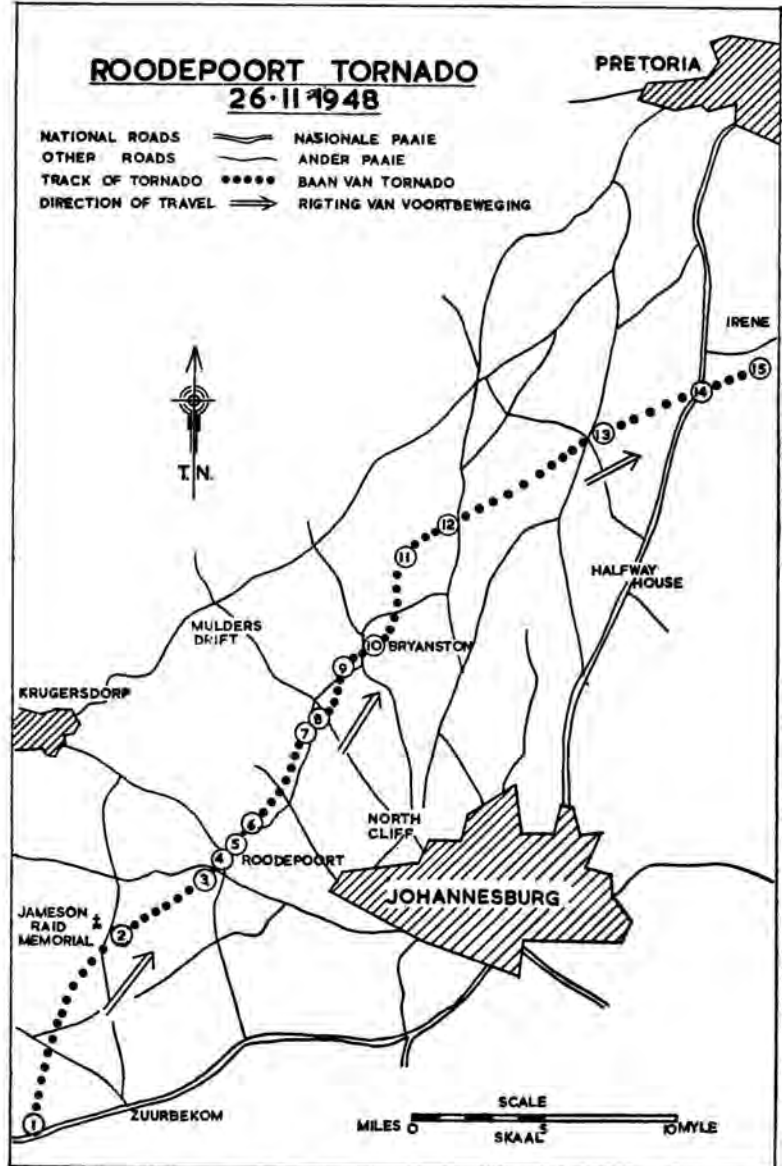 ROODEPOORT TORNADO
26·11·1948
NATIONAL ROADS NASIONALE PAAIE
OTHER ROADS ANDER PAAIE
TRACK OF TORNADO BAAN VAN TORNADO
DIRECTION OF TRAVEL RIGTING VAN VOORTBEWEGING
PRETORIA
IRENE
15
14
T.N.
13
12
11
HALFWAY
HOUSE
MULDERS
DRIFT
10 BRYANSTON
9
KRUGERSDORP
8
7
NORTH
CLIFF
6
5
4 ROODEPOORT
3
JOHANNESBURG
JAMESON
RAID
MEMORIAL
2
1
ZUURBEKOM
SCALE
MILES 0 5 10 MYLE
SKAAL